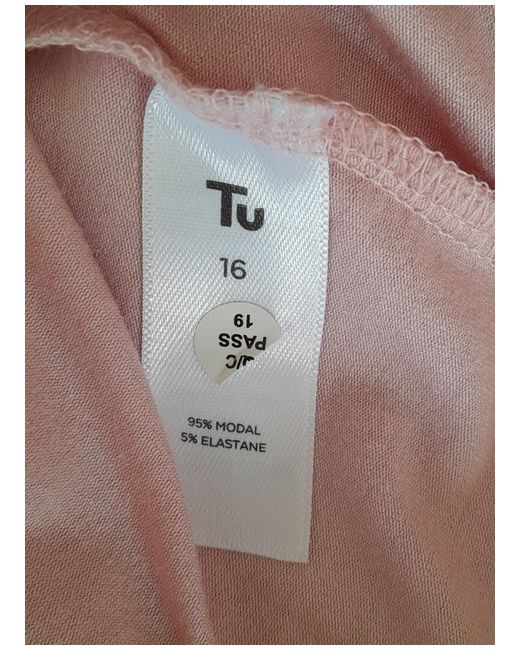 Tu
16
Q/C
PASS
19
95% MODAL
5% ELASTANE